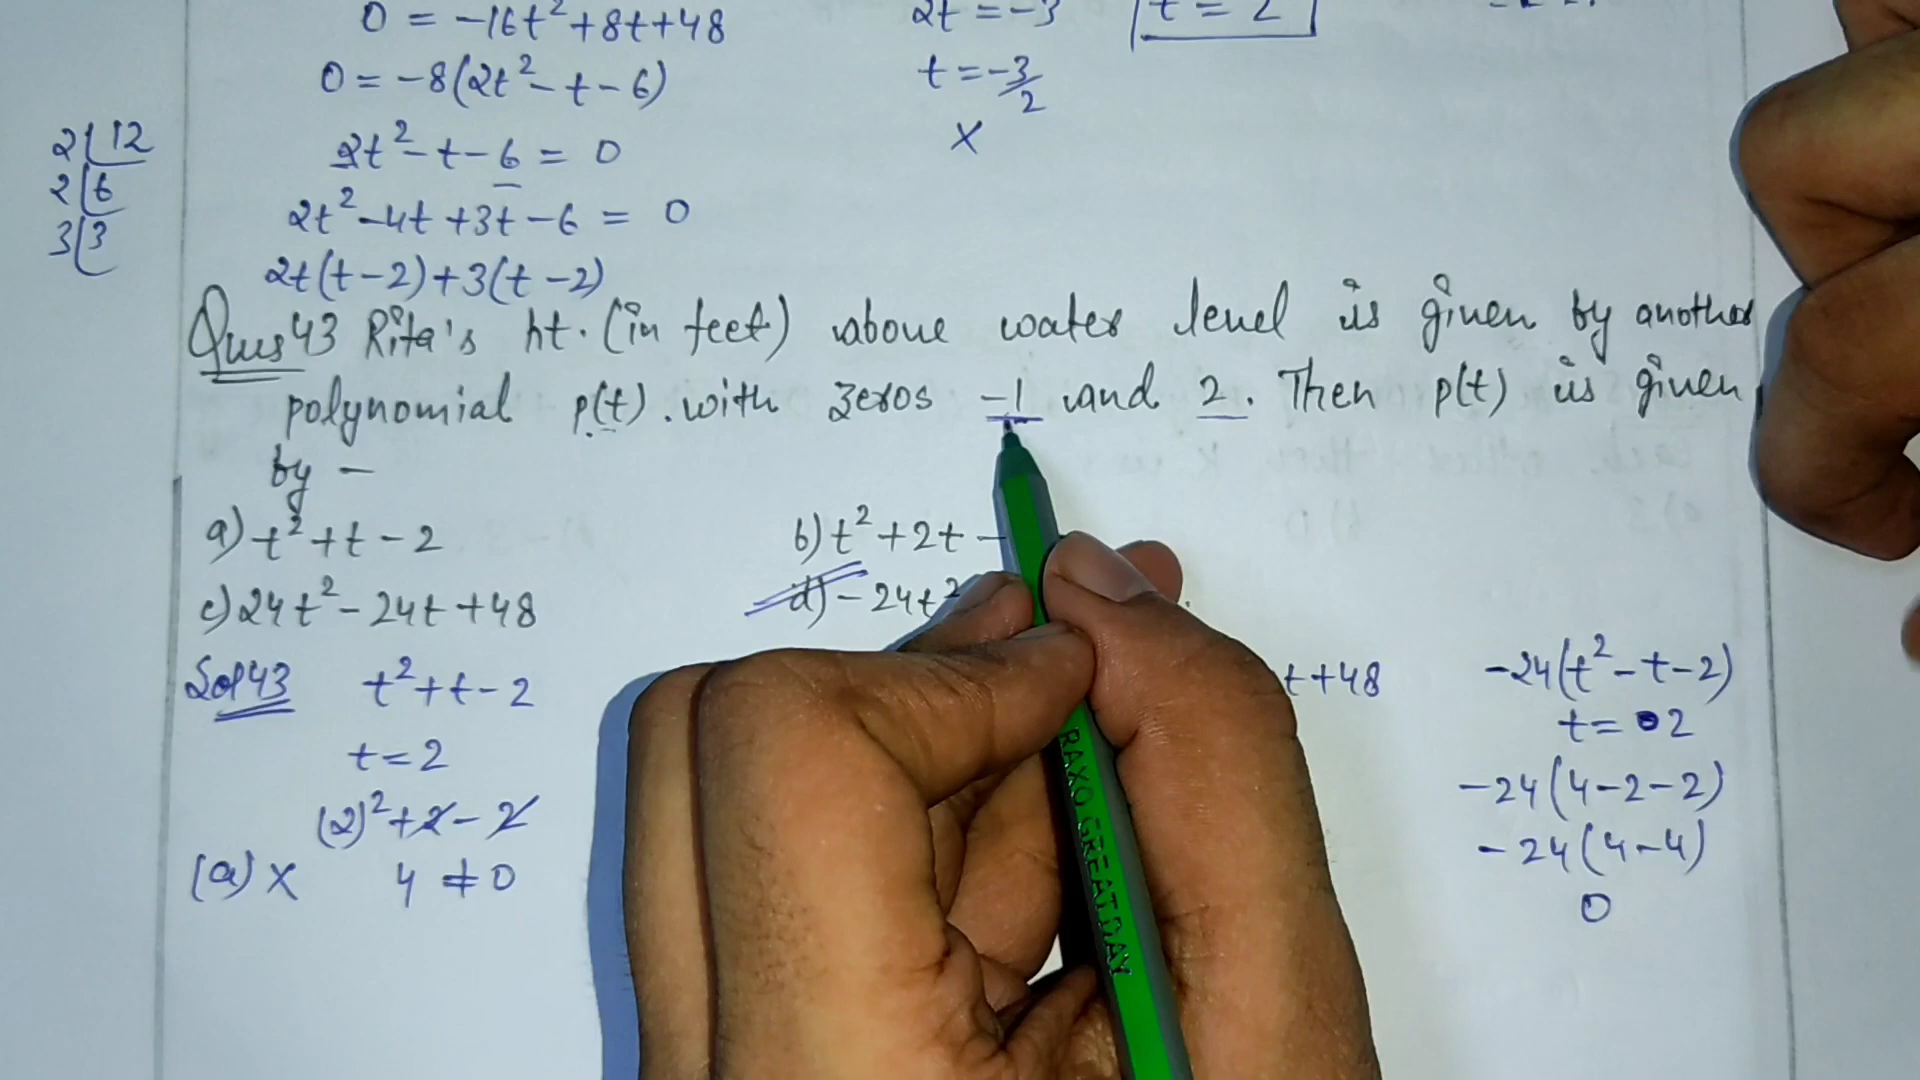 0 = -16t²+8t+48
0 = -8(2t²-t-6)
2t²-t-6 = 0
2t²-4t+3t-6 = 0
2t(t-2)+3(t-2)
2t = -3
t = -3/2
×
t = 2
2 12
2 6
3 3
Ques 43 Rita's ht. (in feet) above water level is given by another
polynomial p(t). with zeros -1 and 2. Then p(t) is given
by -
a) t²+t-2
b) t²+2t-
c) 24t²-24t+48
d) -24t²
Sol 43
t²+t-2
t=2
(2)²+2-2
(a) × 4 ≠ 0
t+48
-24(t²-t-2)
t= 2
-24(4-2-2)
-24(4-4)
0
RAXO GREAT DAY